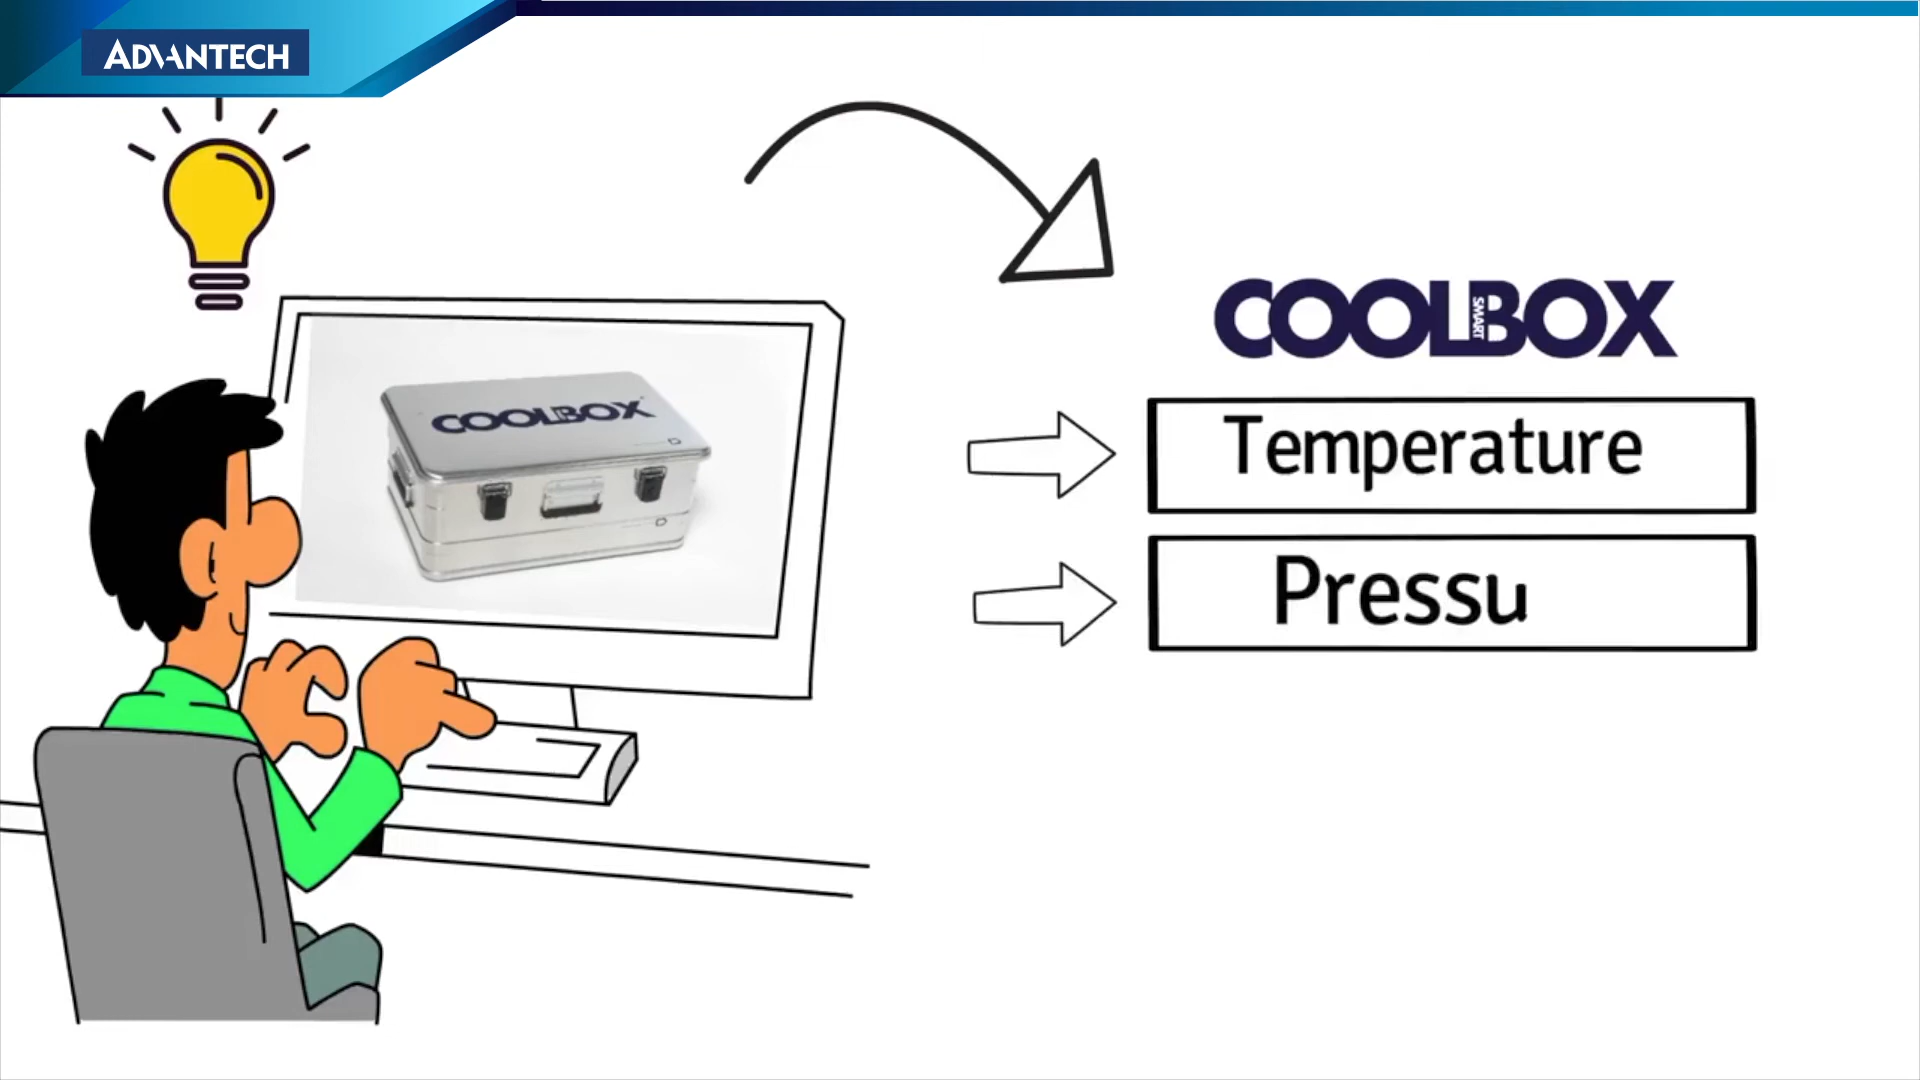 ADVANTECH
COOLBOX
SMART
COOLBOX
Temperature
Pressu